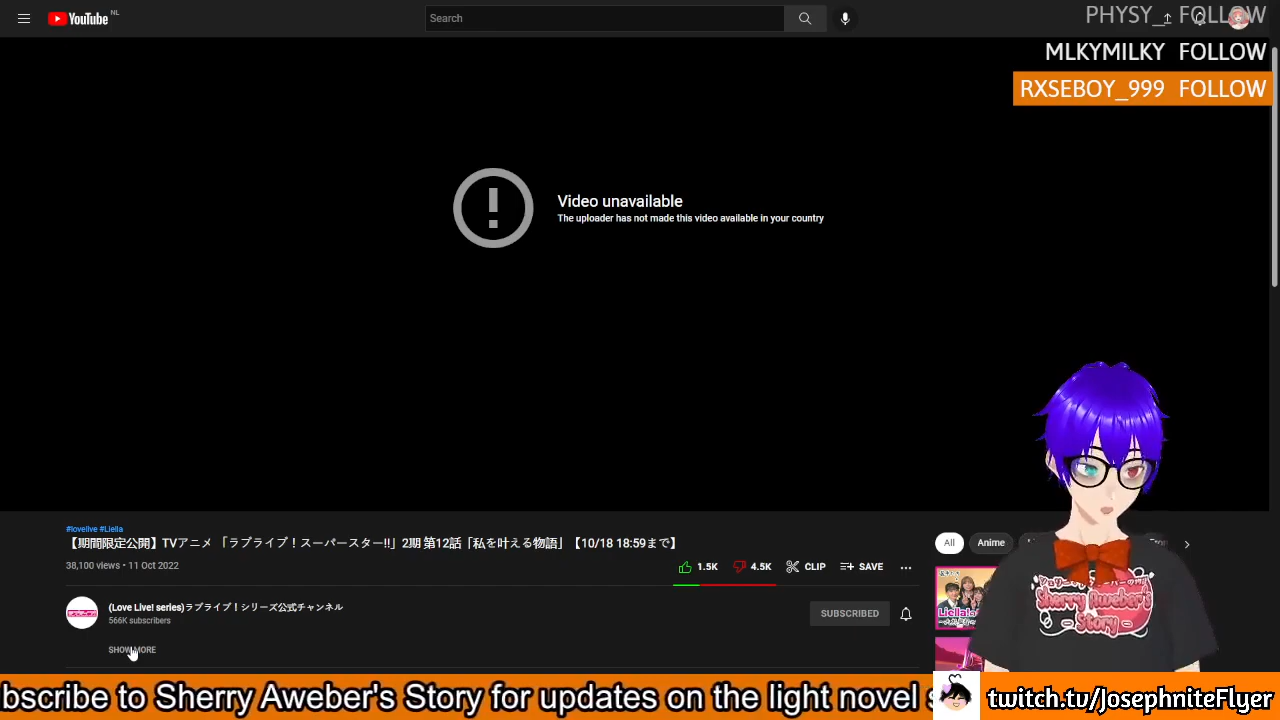 YouTube NL
Search
PHYSY_ FOLLOW
MLKYMILKY FOLLOW
RXSEBOY_999 FOLLOW
Video unavailable
The uploader has not made this video available in your country
#lovelive #Liella
【期間限定公開】TVアニメ 「ラブライブ！スーパースター!!」2期 第12話「私を叶える物語」【10/18 18:59まで】
38,100 views • 11 Oct 2022
1.5K 4.5K CLIP SAVE
All Anime
(Love Live! series)ラブライブ！シリーズ公式チャンネル
566K subscribers
SUBSCRIBED
SHOW MORE
Sherry Aweber's
Story
bscribe to Sherry Aweber's Story for updates on the light novel s
twitch.tv/JosephniteFlyer